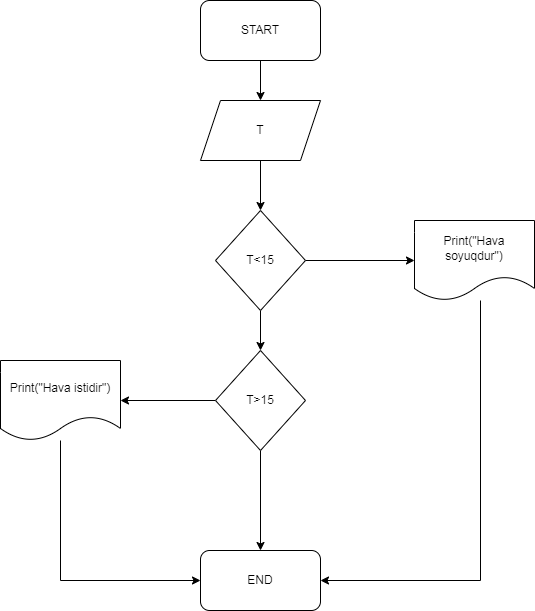 START
T
T<15
Print("Hava
soyuqdur")
T>15
Print("Hava istidir")
END